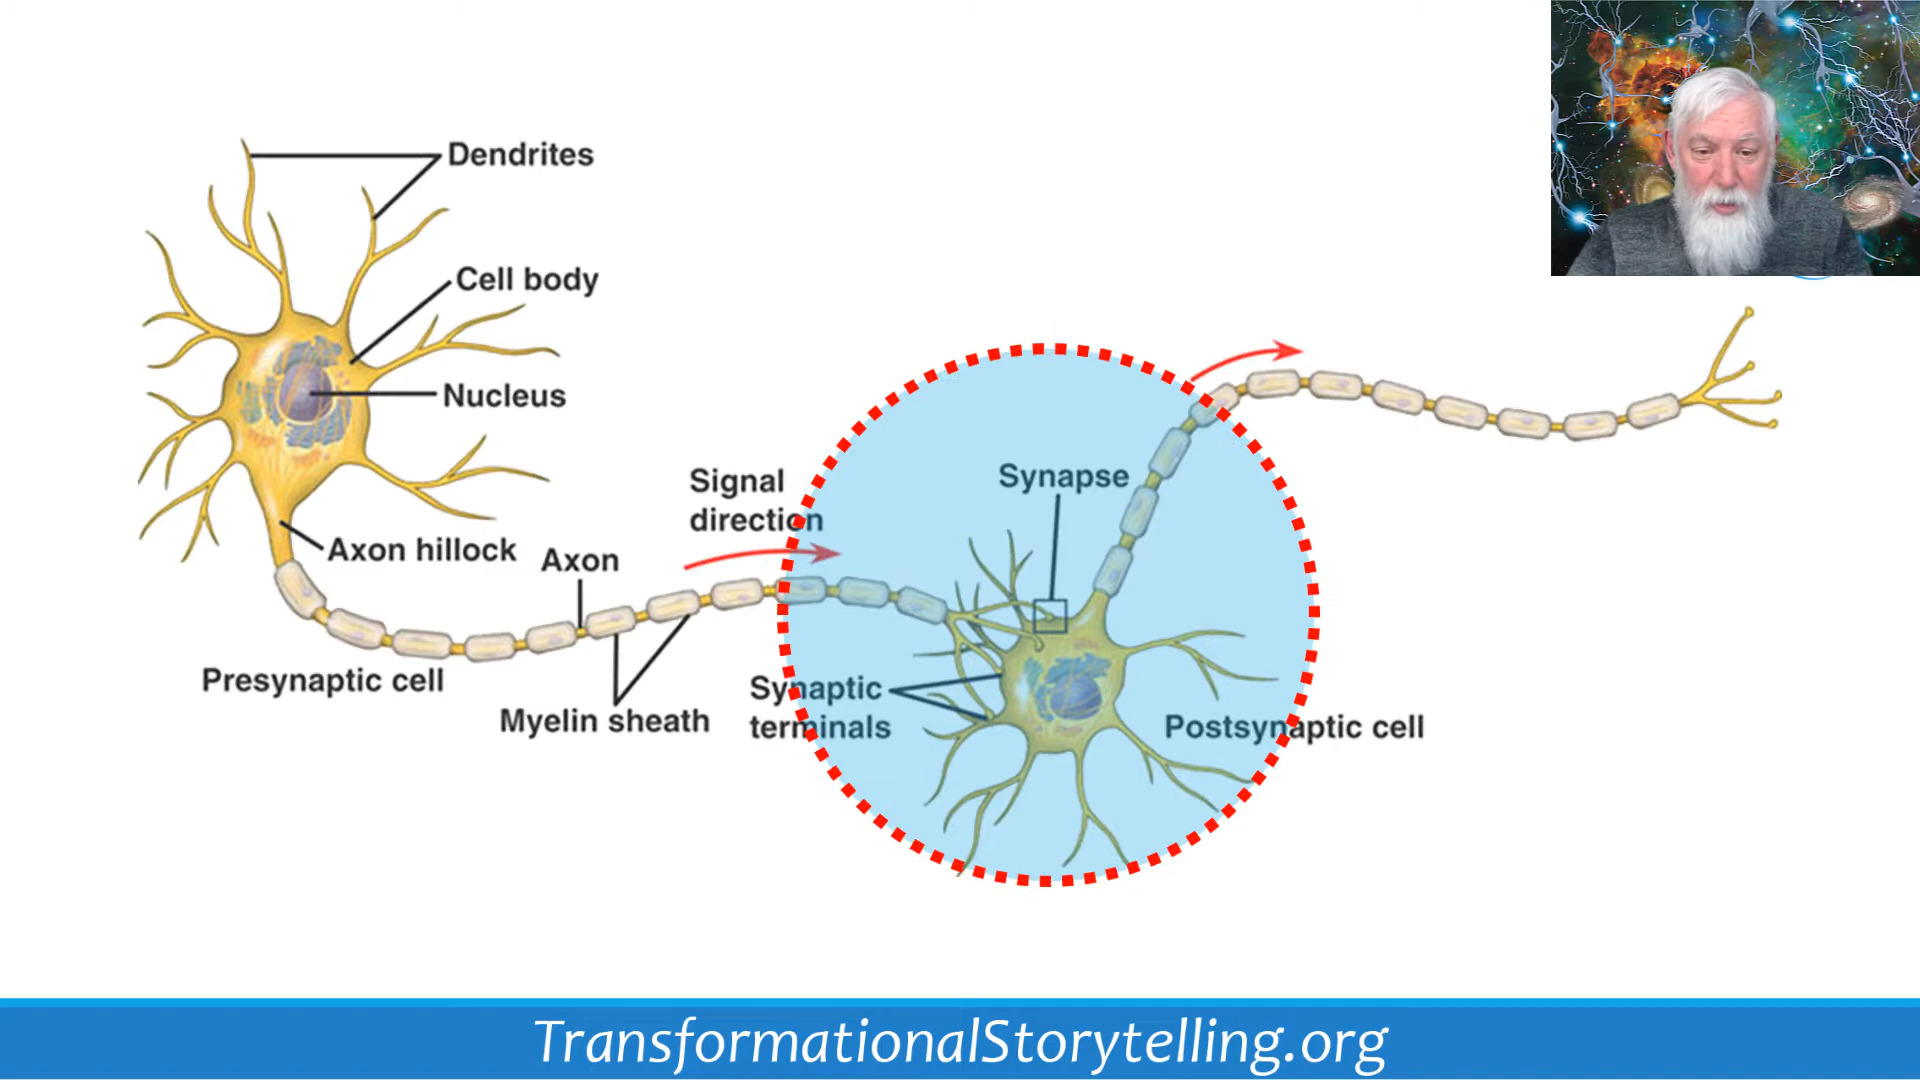 Dendrites
Cell body
Nucleus
Axon hillock
Axon
Signal
direction
Synapse
Presynaptic cell
Myelin sheath
Synaptic
terminals
Postsynaptic cell
TransformationalStorytelling.org